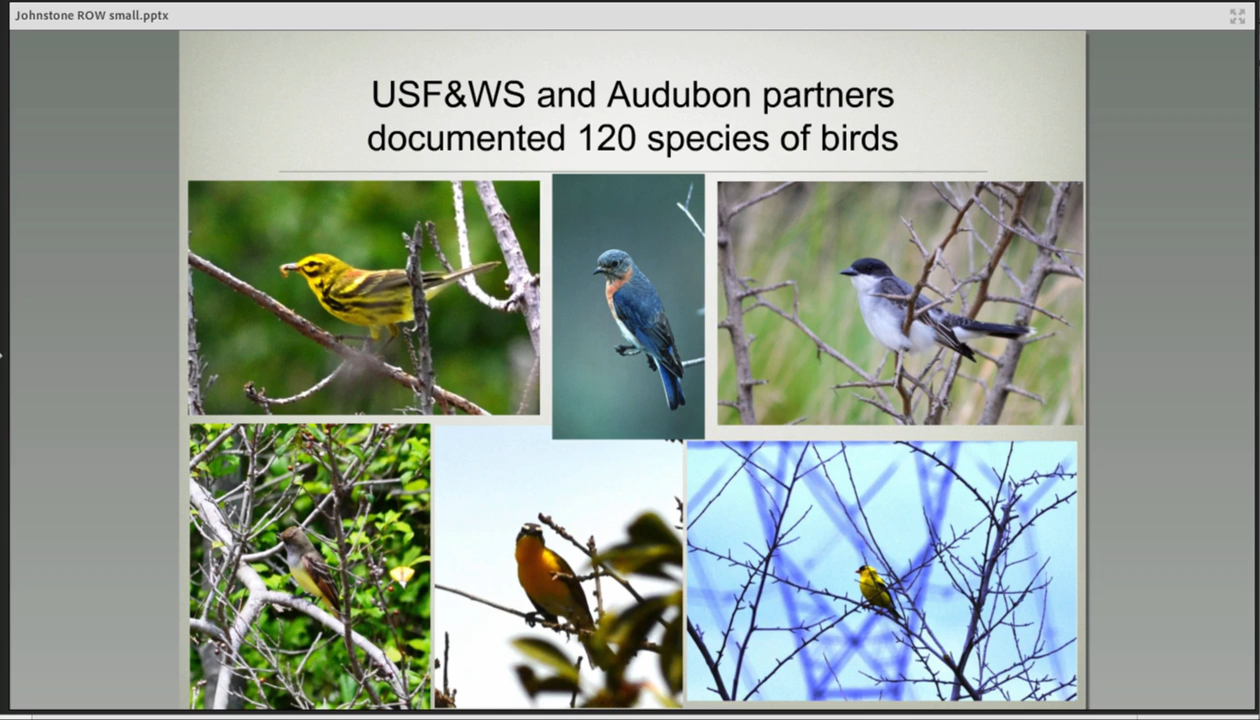 Johnstone ROW small.pptx
USF&WS and Audubon partners
documented 120 species of birds